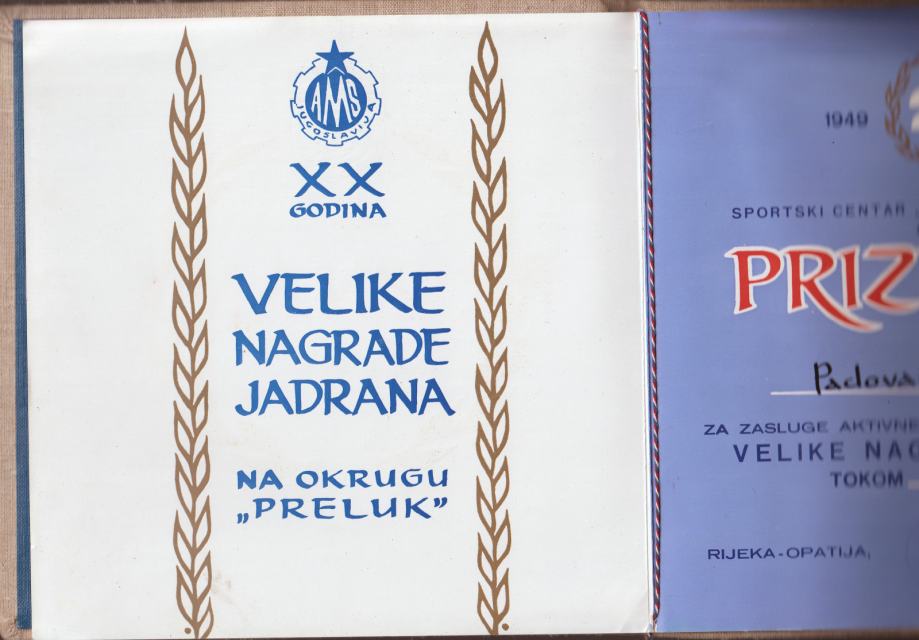 AMS
JUGOSLAVIJA
XX
GODINA
VELIKE
NAGRADE
JADRANA
NA OKRUGU
„PRELUK”
1949
SPORTSKI CENTAR
PRIZ
Padova
ZA ZASLUGE AKTIVNE
VELIKE NAG
TOKOM
RIJEKA-OPATIJA,